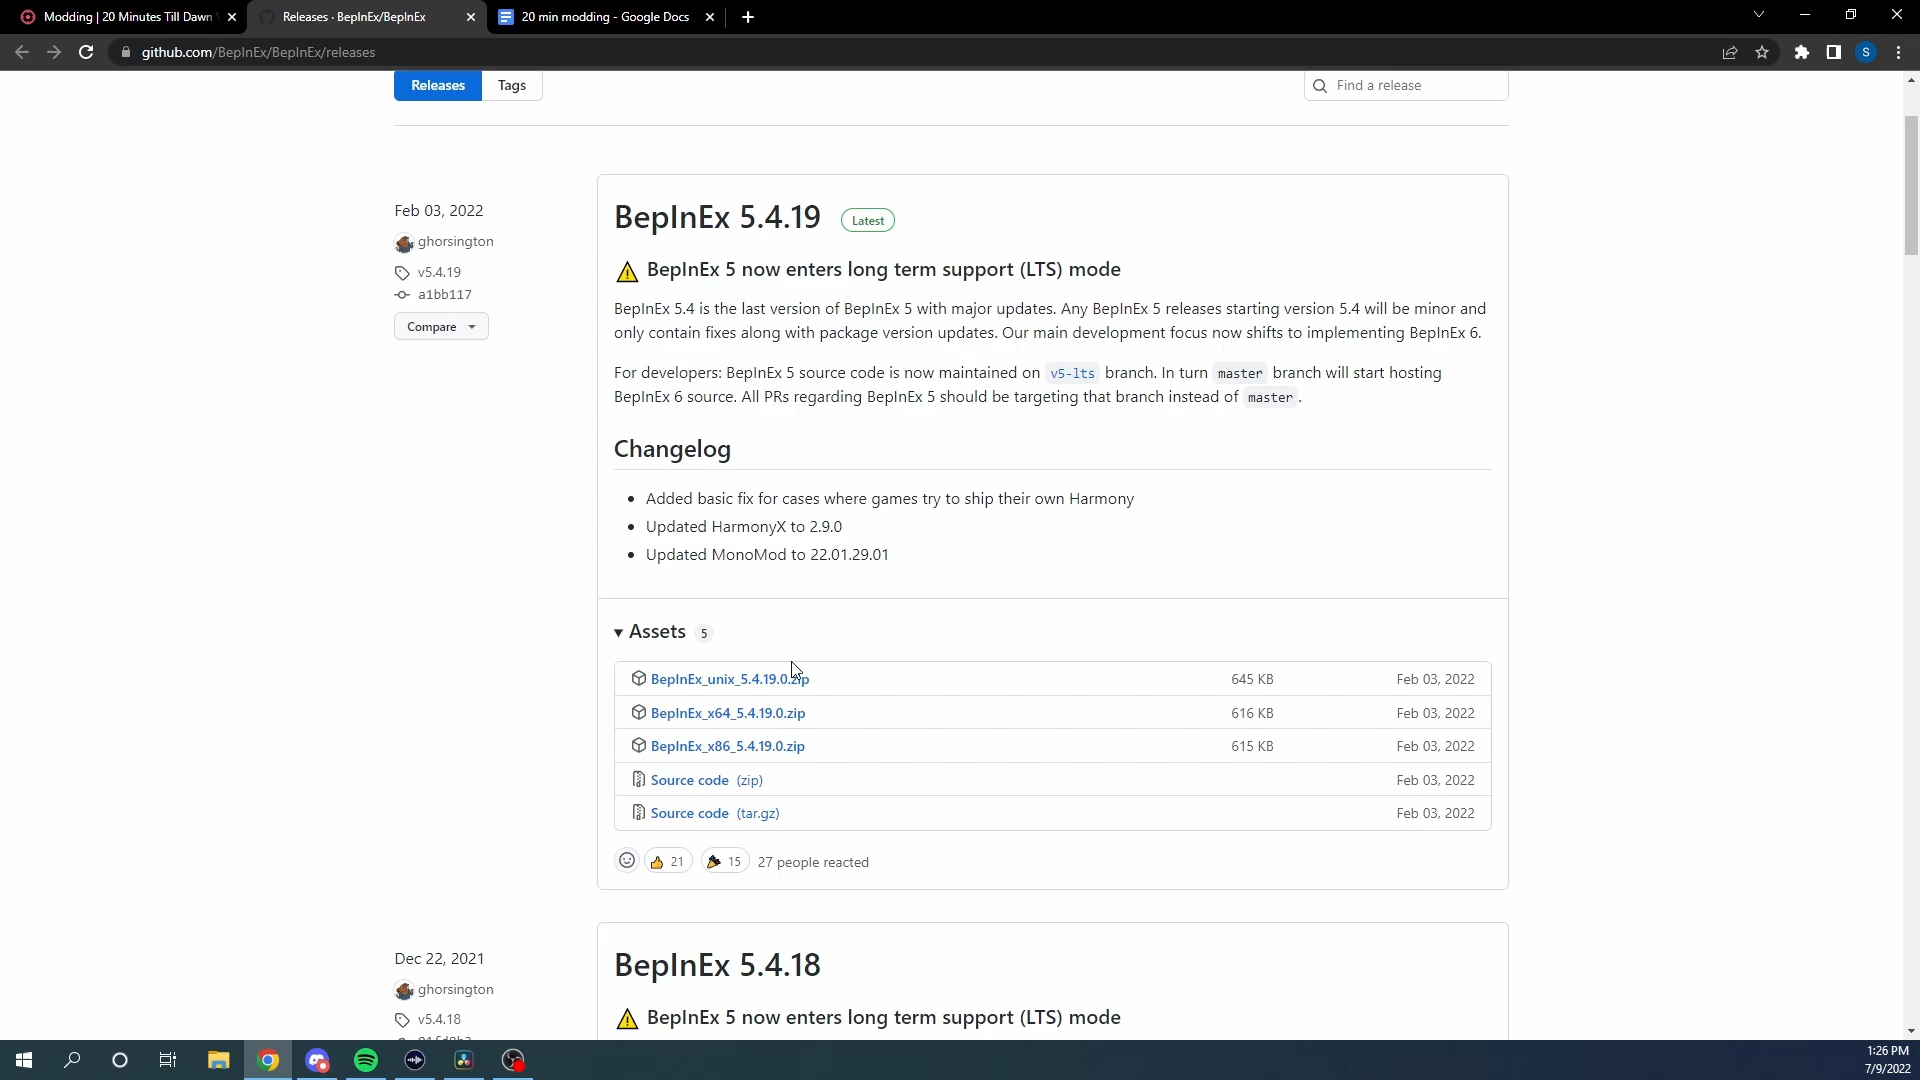 Modding | 20 Minutes Till Dawn
Releases · BepInEx/BepInEx
20 min modding - Google Docs
github.com/BepInEx/BepInEx/releases
S
Releases
Tags
Find a release
Feb 03, 2022
ghorsington
v5.4.19
a1bb117
Compare
BepInEx 5.4.19
Latest
BepInEx 5 now enters long term support (LTS) mode
BepInEx 5.4 is the last version of BepInEx 5 with major updates. Any BepInEx 5 releases starting version 5.4 will be minor and
only contain fixes along with package version updates. Our main development focus now shifts to implementing BepInEx 6.
For developers: BepInEx 5 source code is now maintained on v5-lts branch. In turn master branch will start hosting
BepInEx 6 source. All PRs regarding BepInEx 5 should be targeting that branch instead of master.
Changelog
• Added basic fix for cases where games try to ship their own Harmony
• Updated HarmonyX to 2.9.0
• Updated MonoMod to 22.01.29.01
Assets 5
BepInEx_unix_5.4.19.0.zip 645 KB Feb 03, 2022
BepInEx_x64_5.4.19.0.zip 616 KB Feb 03, 2022
BepInEx_x86_5.4.19.0.zip 615 KB Feb 03, 2022
Source code (zip) Feb 03, 2022
Source code (tar.gz) Feb 03, 2022
21
15
27 people reacted
Dec 22, 2021
ghorsington
v5.4.18
BepInEx 5.4.18
BepInEx 5 now enters long term support (LTS) mode
1:26 PM
7/9/2022